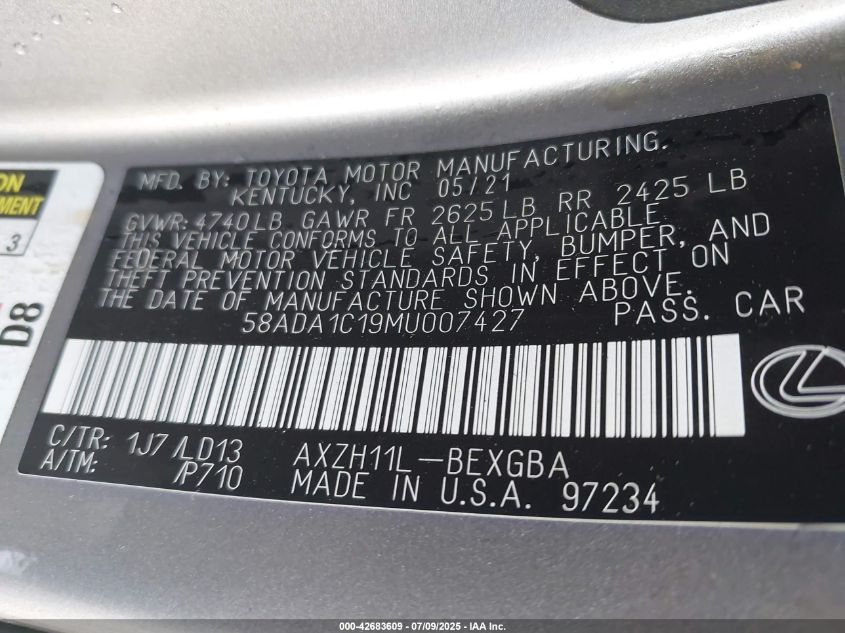 MFD. BY: TOYOTA MOTOR MANUFACTURING.
KENTUCKY, INC 05/21
GVWR: 4740LB GAWR FR 2625 LB RR 2425 LB
THIS VEHICLE CONFORMS TO ALL APPLICABLE
FEDERAL MOTOR VEHICLE SAFETY, BUMPER, AND
THEFT PREVENTION STANDARDS IN EFFECT ON
THE DATE OF MANUFACTURE SHOWN ABOVE.
58ADA1C19MU007427 PASS. CAR
C/TR: 1J7 /LD13 AXZH11L-BEXGBA
A/TM: /P710 MADE IN U.S.A. 97234
3
D8
000-42683609 - 07/09/2025 - IAA Inc.